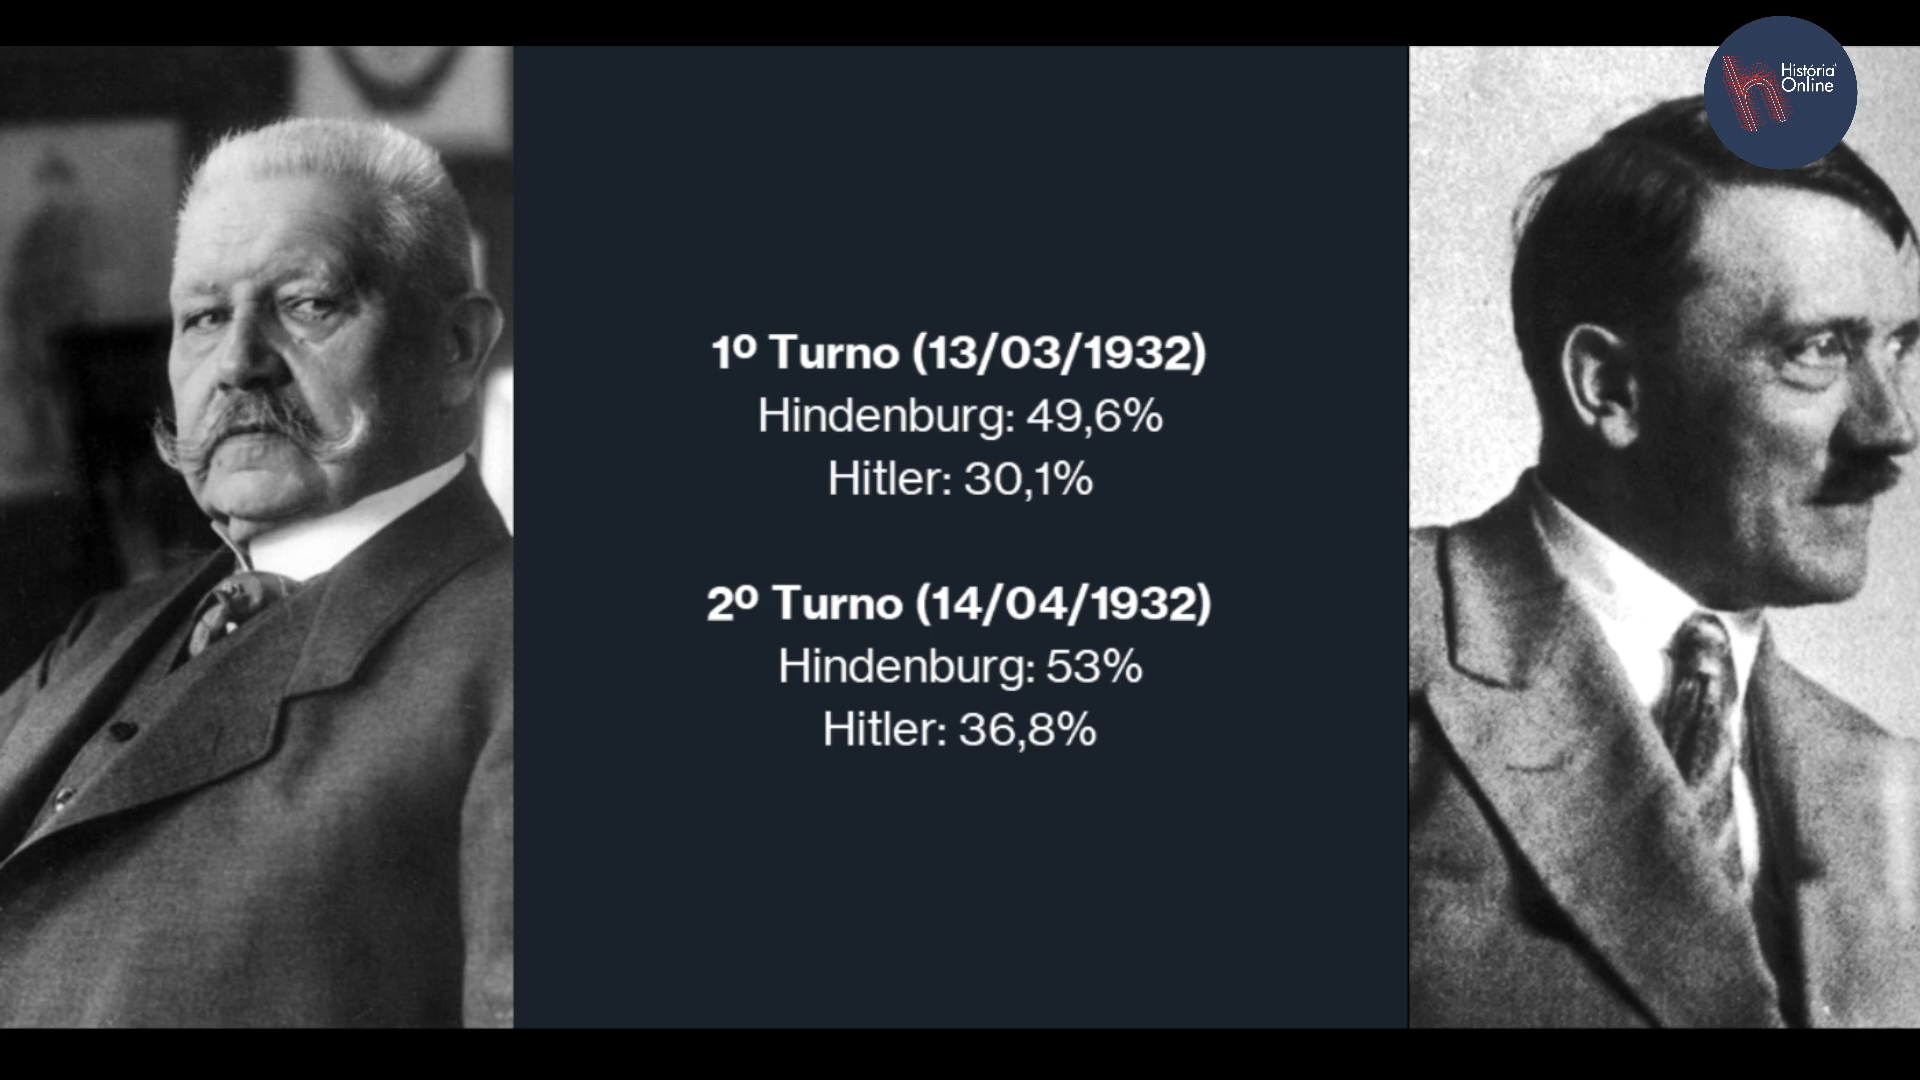 História
Online
1º Turno (13/03/1932)
Hindenburg: 49,6%
Hitler: 30,1%
2º Turno (14/04/1932)
Hindenburg: 53%
Hitler: 36,8%